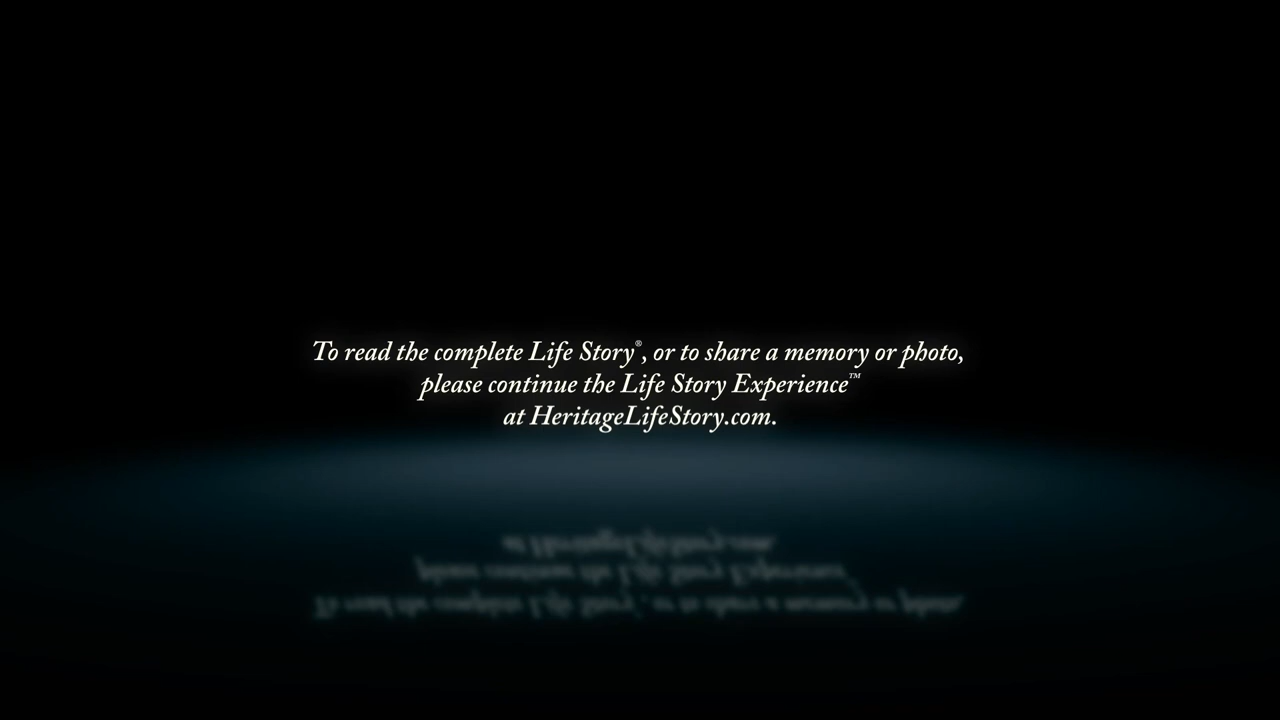 To read the complete Life Story®, or to share a memory or photo,
please continue the Life Story Experience™
at HeritageLifeStory.com.